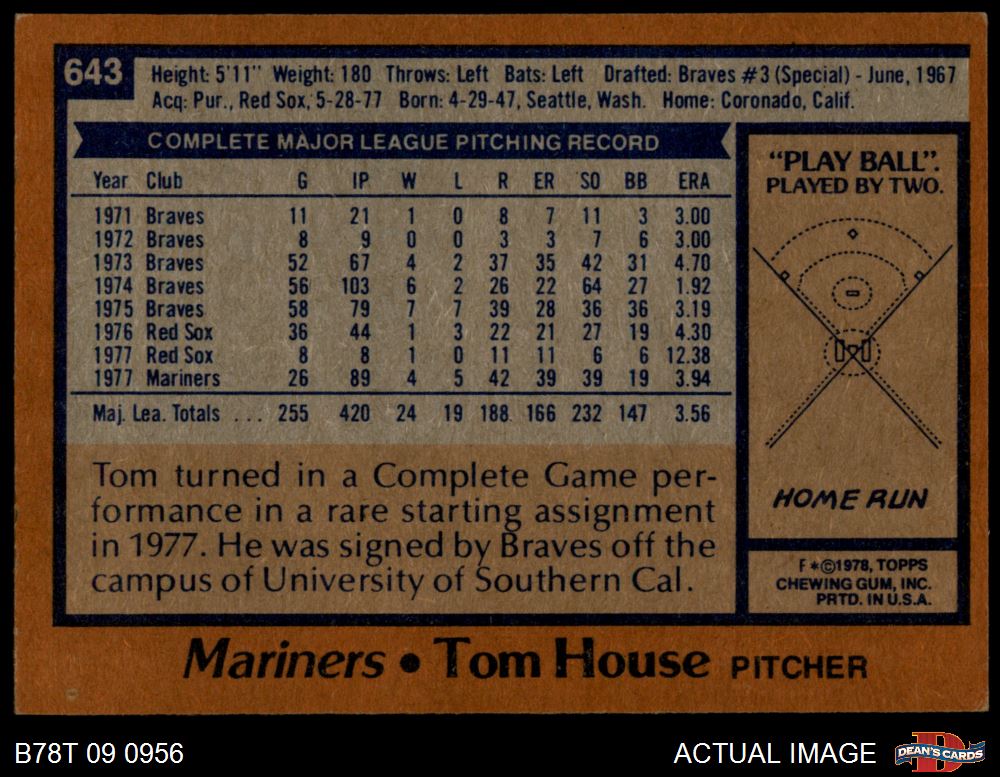 643
Height: 5'11" Weight: 180 Throws: Left Bats: Left Drafted: Braves #3 (Special) - June, 1967
Acq: Pur., Red Sox, 5-28-77 Born: 4-29-47, Seattle, Wash. Home: Coronado, Calif.
COMPLETE MAJOR LEAGUE PITCHING RECORD
Year Club G IP W L R ER SO BB ERA
1971 Braves 11 21 1 0 8 7 11 3 3.00
1972 Braves 8 9 0 0 3 3 7 6 3.00
1973 Braves 52 67 4 2 37 35 42 31 4.70
1974 Braves 56 103 6 2 26 22 64 27 1.92
1975 Braves 58 79 7 7 39 28 36 36 3.19
1976 Red Sox 36 44 1 3 22 21 27 19 4.30
1977 Red Sox 8 8 1 0 11 11 6 6 12.38
1977 Mariners 26 89 4 5 42 39 39 19 3.94
Maj. Lea. Totals ... 255 420 24 19 188 166 232 147 3.56
Tom turned in a Complete Game per-
formance in a rare starting assignment
in 1977. He was signed by Braves off the
campus of University of Southern Cal.
"PLAY BALL".
PLAYED BY TWO.
HOME RUN
F *©1978, TOPPS
CHEWING GUM, INC.
PRTD. IN U.S.A.
Mariners • Tom House PITCHER
B78T 09 0956
ACTUAL IMAGE
D
DEAN'S CARDS